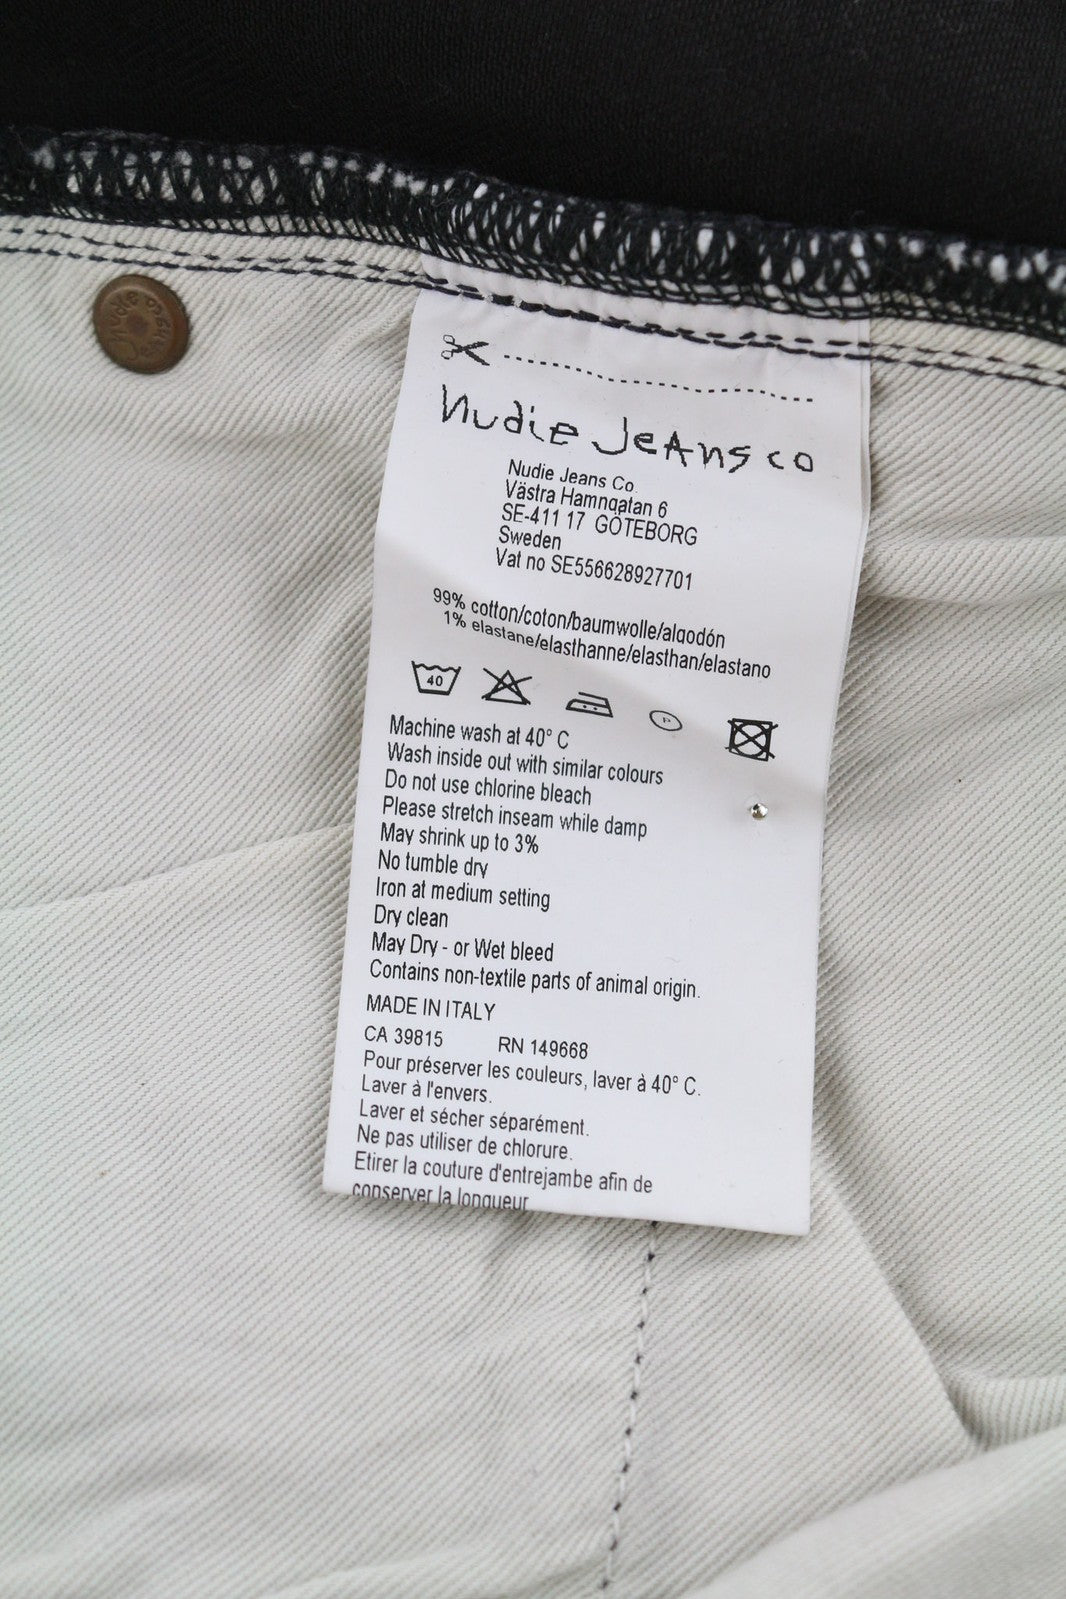 Nudie Jeans
nudie Jeans co
Nudie Jeans Co.
Västra Hamngatan 6
SE-411 17 GÖTEBORG
Sweden
Vat no SE556628927701
99% cotton/coton/baumwolle/algodón
1% elastane/elasthanne/elasthan/elastano
40
P
Machine wash at 40° C
Wash inside out with similar colours
Do not use chlorine bleach
Please stretch inseam while damp
May shrink up to 3%
No tumble dry
Iron at medium setting
Dry clean
May Dry - or Wet bleed
Contains non-textile parts of animal origin.
MADE IN ITALY
CA 39815 RN 149668
Pour préserver les couleurs, laver à 40° C.
Laver à l'envers.
Laver et sécher séparément.
Ne pas utiliser de chlorure.
Etirer la couture d'entrejambe afin de
conserver la longueur